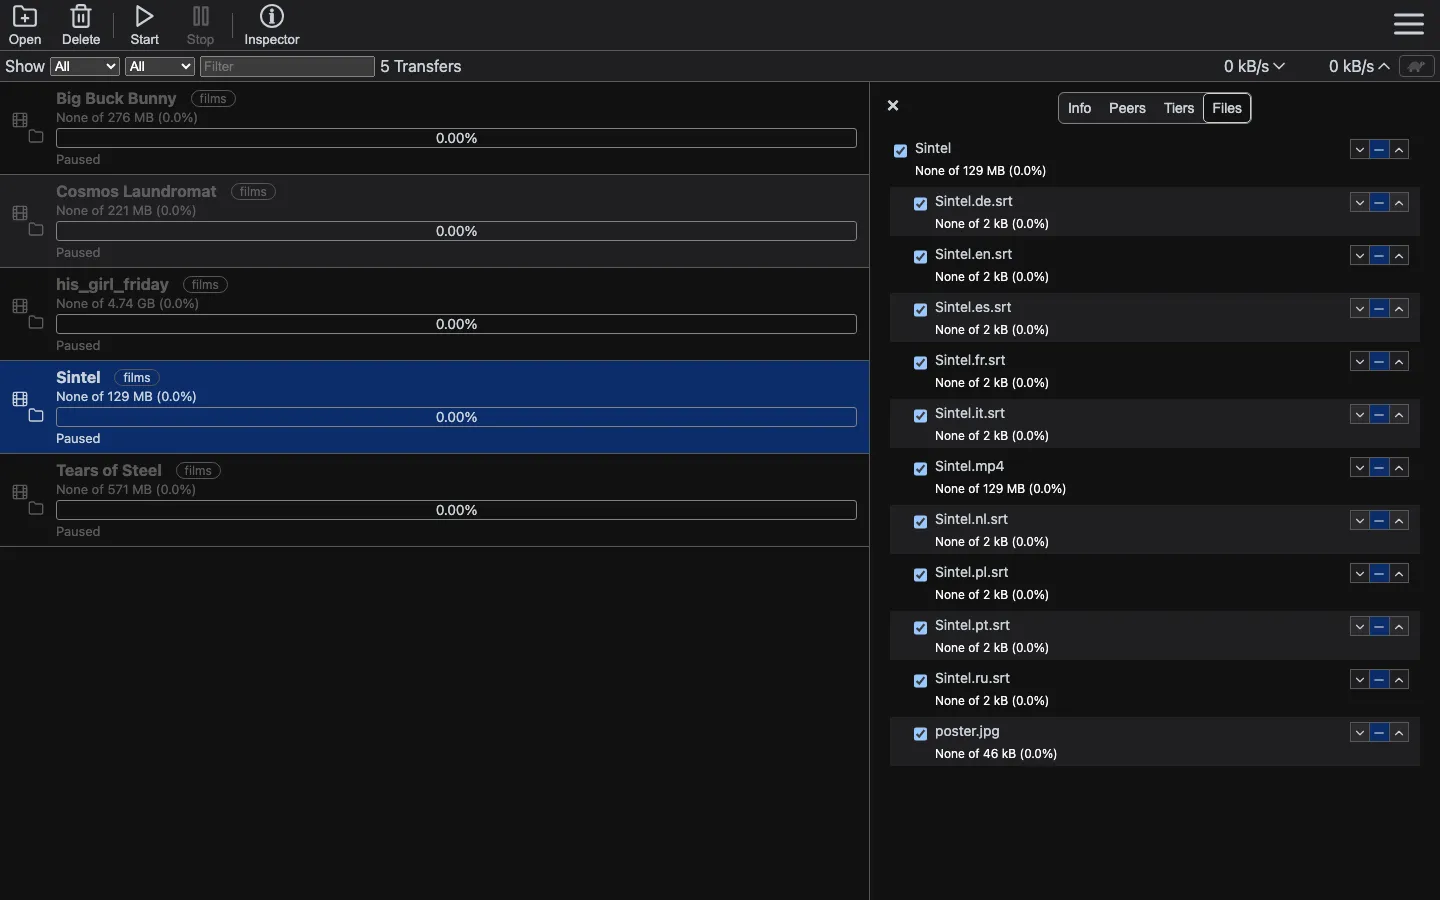 Open Delete Start Stop Inspector
Show All All Filter 5 Transfers 0 kB/s 0 kB/s
Big Buck Bunny films
None of 276 MB (0.0%)
0.00%
Paused
Cosmos Laundromat films
None of 221 MB (0.0%)
0.00%
Paused
his_girl_friday films
None of 4.74 GB (0.0%)
0.00%
Paused
Sintel films
None of 129 MB (0.0%)
0.00%
Paused
Tears of Steel films
None of 571 MB (0.0%)
0.00%
Paused
Info Peers Tiers Files
Sintel
None of 129 MB (0.0%)
Sintel.de.srt
None of 2 kB (0.0%)
Sintel.en.srt
None of 2 kB (0.0%)
Sintel.es.srt
None of 2 kB (0.0%)
Sintel.fr.srt
None of 2 kB (0.0%)
Sintel.it.srt
None of 2 kB (0.0%)
Sintel.mp4
None of 129 MB (0.0%)
Sintel.nl.srt
None of 2 kB (0.0%)
Sintel.pl.srt
None of 2 kB (0.0%)
Sintel.pt.srt
None of 2 kB (0.0%)
Sintel.ru.srt
None of 2 kB (0.0%)
poster.jpg
None of 46 kB (0.0%)